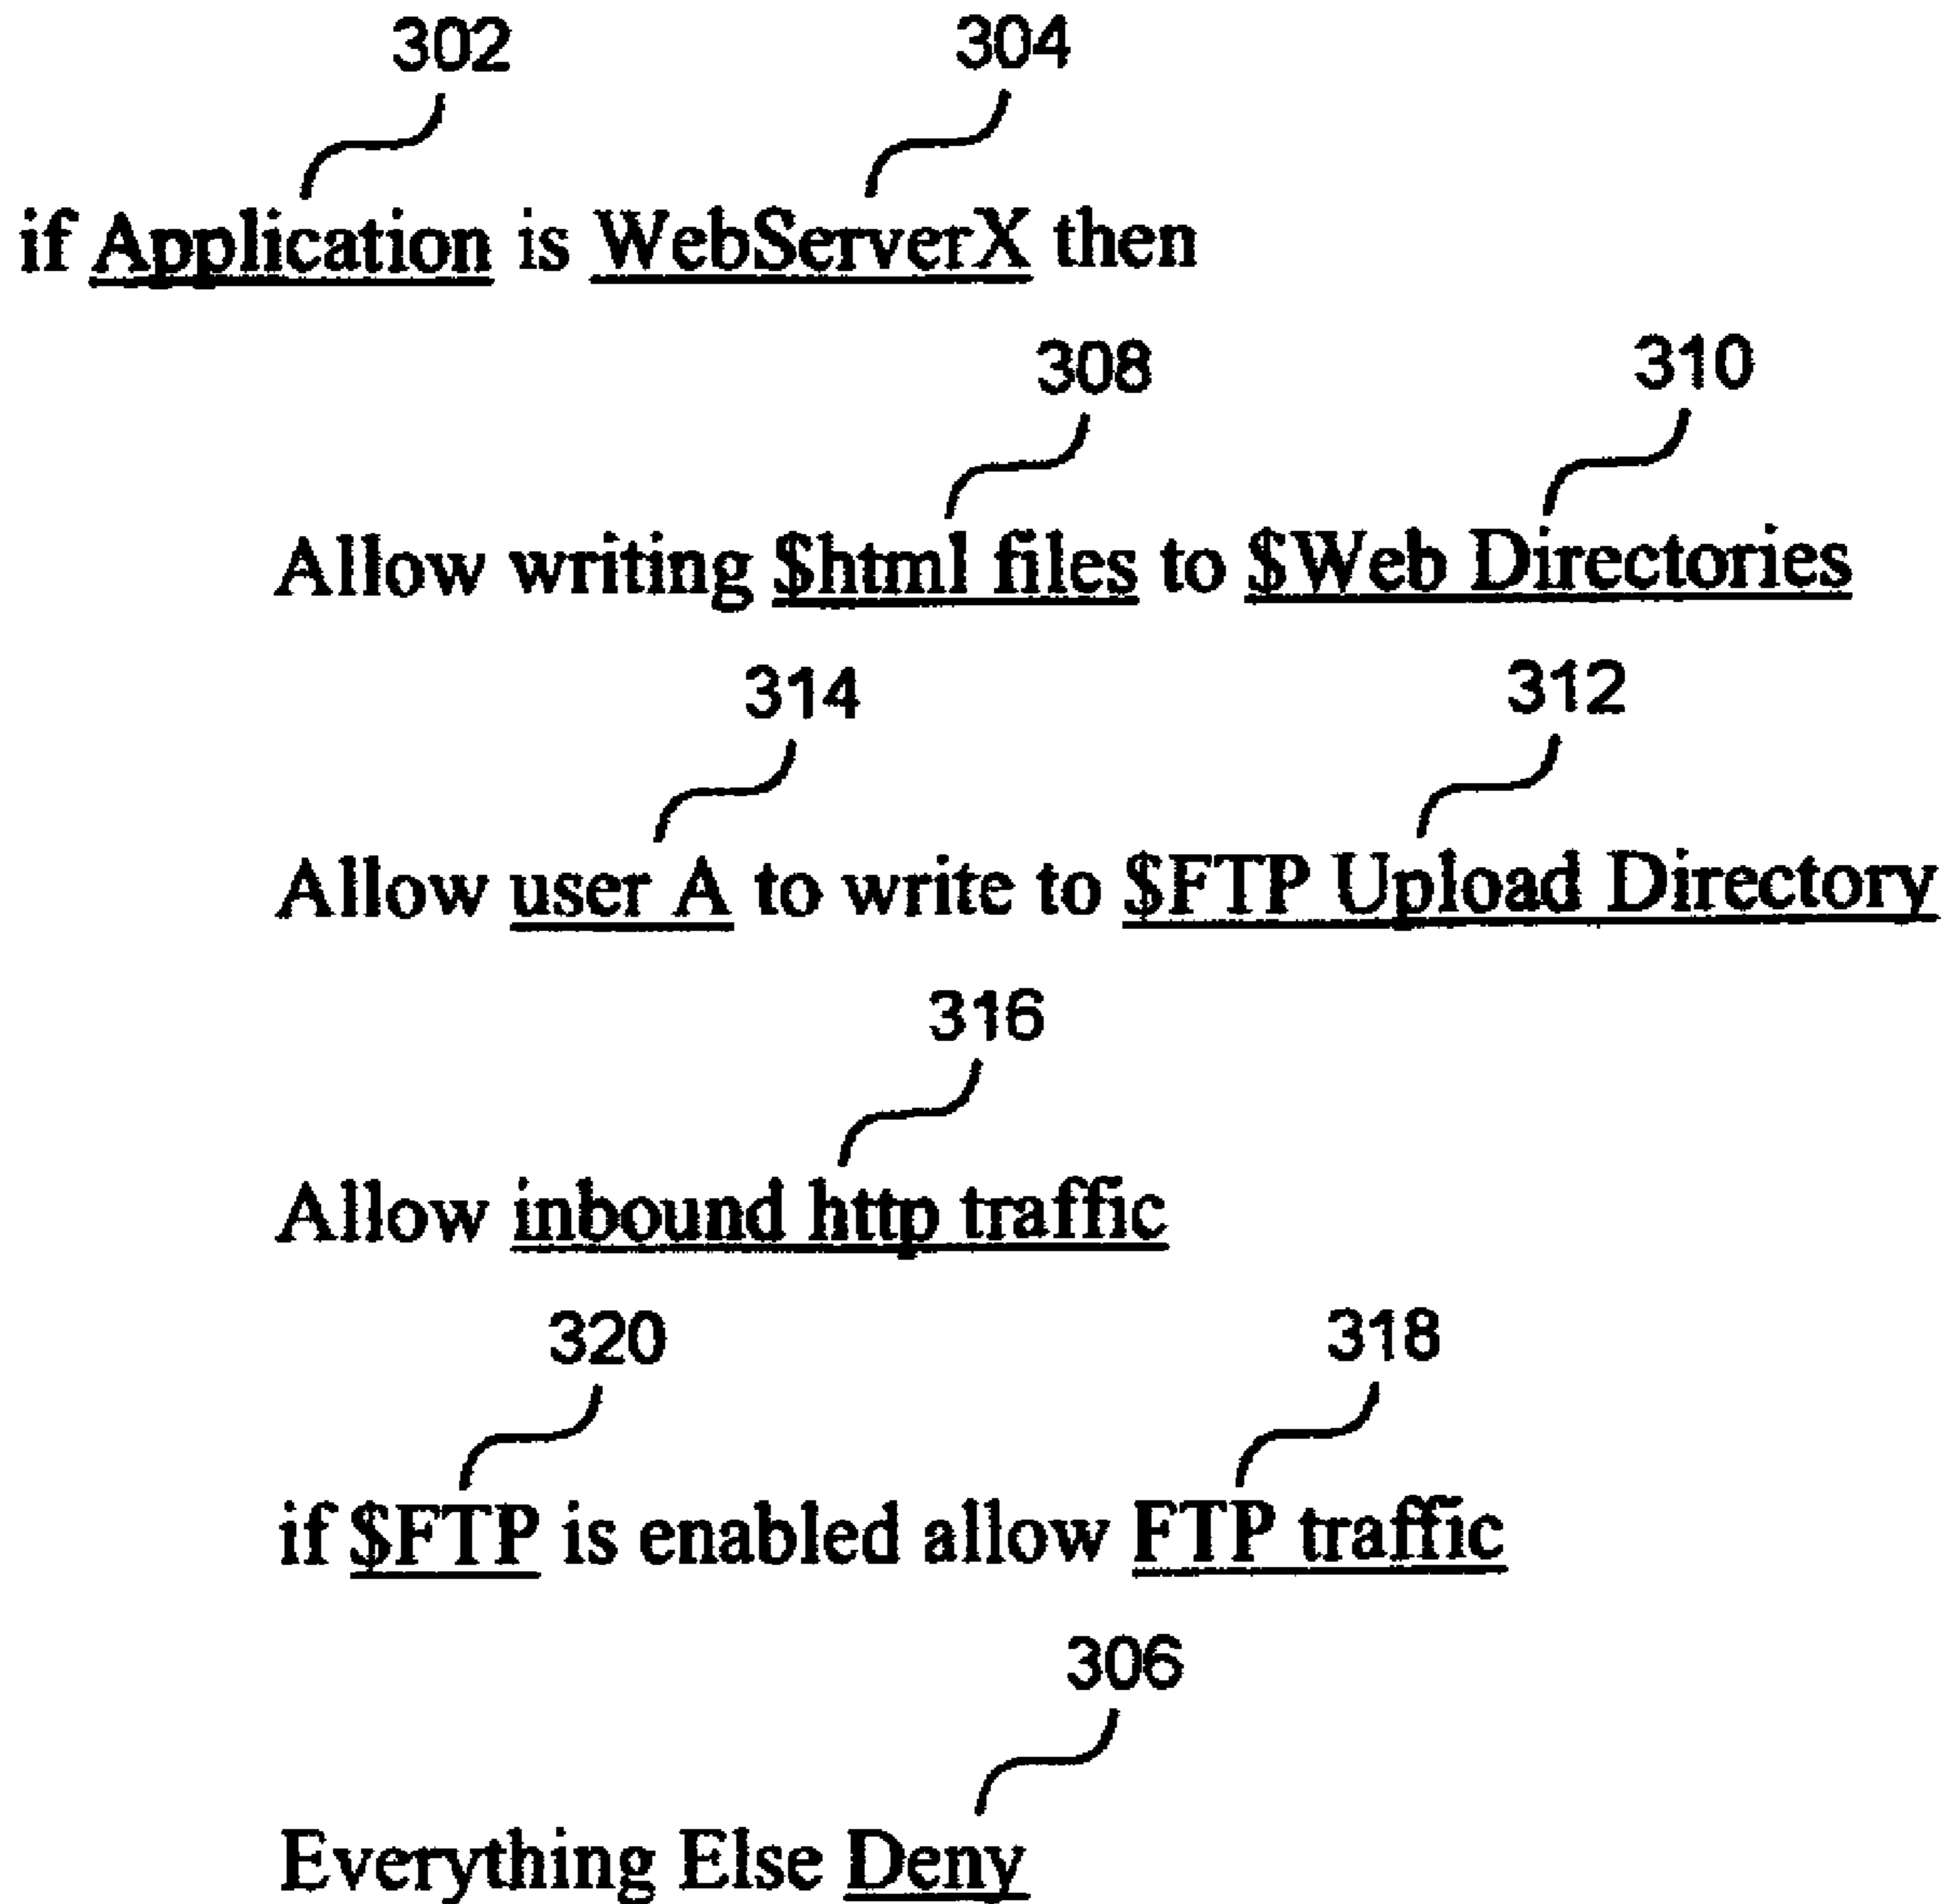 302 304
if Application is WebServerX then
308 310
Allow writing $html files to $Web Directories
314 312
Allow user A to write to $FTP Upload Directory
316
Allow inbound http traffic
320 318
if $FTP is enabled allow FTP traffic
306
Everything Else Deny